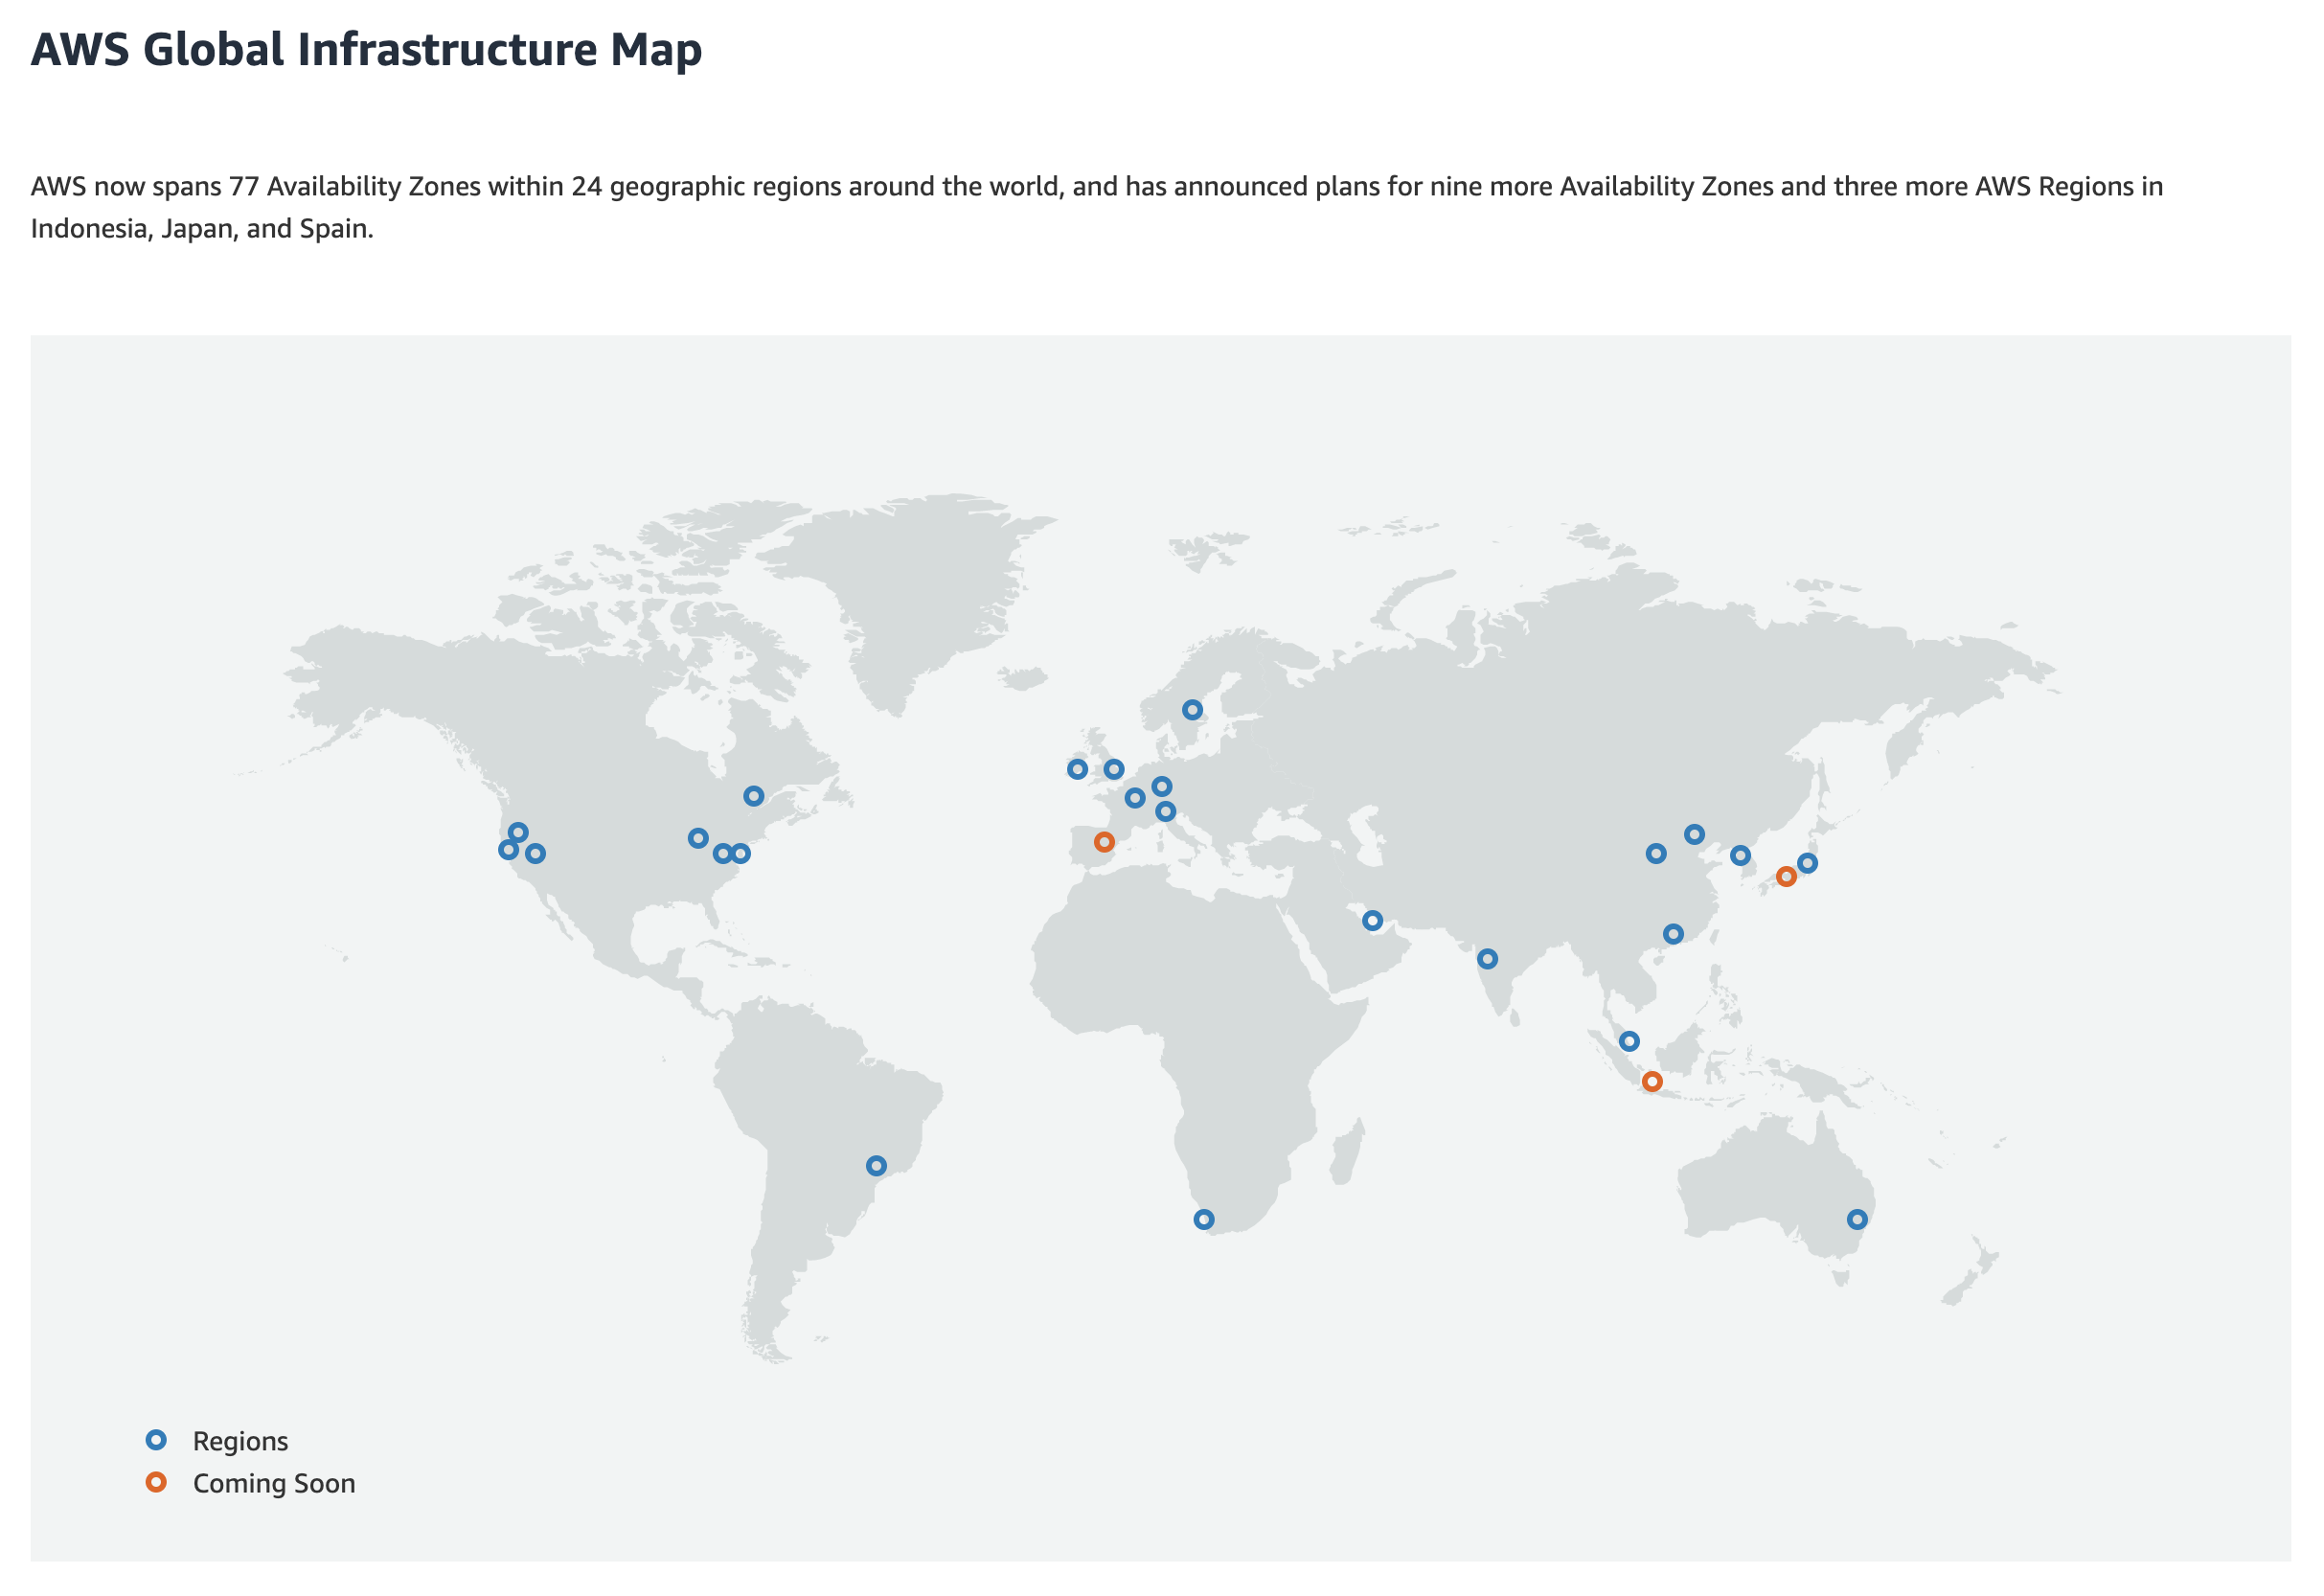 AWS Global Infrastructure Map
AWS now spans 77 Availability Zones within 24 geographic regions around the world, and has announced plans for nine more Availability Zones and three more AWS Regions in
Indonesia, Japan, and Spain.
Regions
Coming Soon